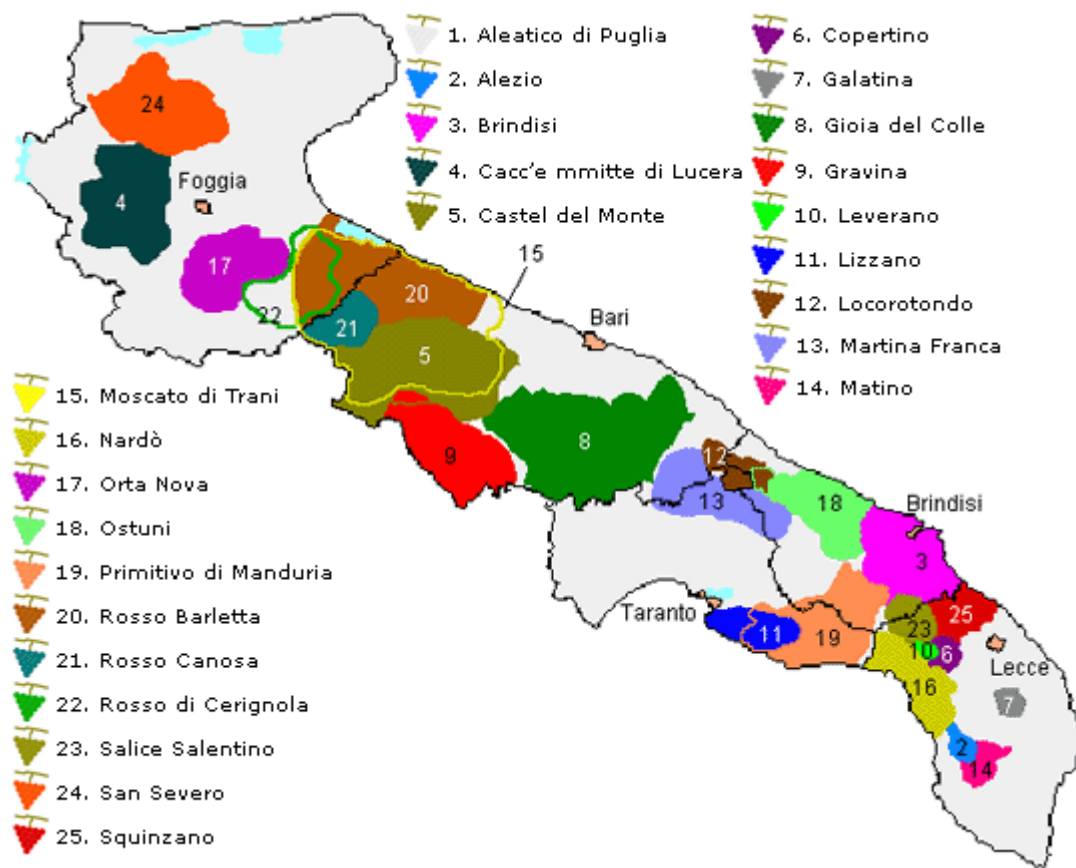 1. Aleatico di Puglia
2. Alezio
3. Brindisi
4. Cacc'e mmitte di Lucera
5. Castel del Monte
6. Copertino
7. Galatina
8. Gioia del Colle
9. Gravina
10. Leverano
11. Lizzano
12. Locorotondo
13. Martina Franca
14. Matino
15. Moscato di Trani
16. Nardò
17. Orta Nova
18. Ostuni
19. Primitivo di Manduria
20. Rosso Barletta
21. Rosso Canosa
22. Rosso di Cerignola
23. Salice Salentino
24. San Severo
25. Squinzano
24
Foggia
4
17
15
22
20
21
Bari
5
9
8
12
13
18
Brindisi
3
Taranto
11
19
23
25
10
6
Lecce
16
7
2
14